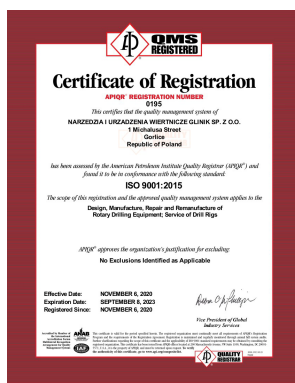 API
QMS
REGISTERED
Certificate of Registration
APIQR® REGISTRATION NUMBER
0195
This certifies that the quality management system of
NARZEDZIA I URZADZENIA WIERTNICZE GLINIK SP. Z O.O.
1 Michalusa Street
Gorlice
Republic of Poland
has been assessed by the American Petroleum Institute Quality Registrar (APIQR®) and
found it to be in conformance with the following standard:
ISO 9001:2015
The scope of this registration and the approved quality management system applies to the
Design, Manufacture, Repair and Remanufacture of
Rotary Drilling Equipment; Service of Drill Rigs
APIQR® approves the organization's justification for excluding:
No Exclusions Identified as Applicable
Effective Date: NOVEMBER 6, 2020
Expiration Date: SEPTEMBER 8, 2023
Registered Since: NOVEMBER 6, 2020
Vice President of Global
Industry Services
ANAB
IAF
API
QUALITY
REGISTRAR